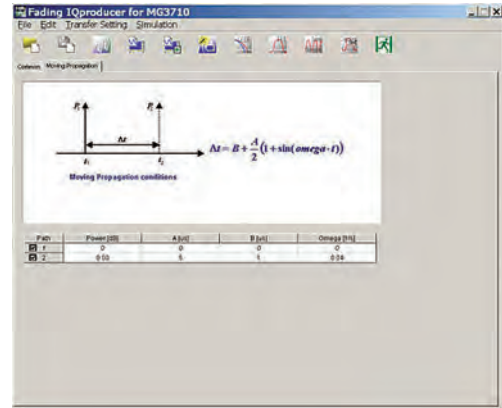 Fading IQproducer for MG3710
File Edit Transfer Setting Simulation
Common Moving Propagation
P₁ P₂
Δt
t₁ t₂
Δt = B + A/2 (1 + sin(omega·t))
Moving Propagation conditions
Path Power [dB] A [us] B [us] Omega [Hz]
1 0 0 0 0
2 0.00 5 1 0.04